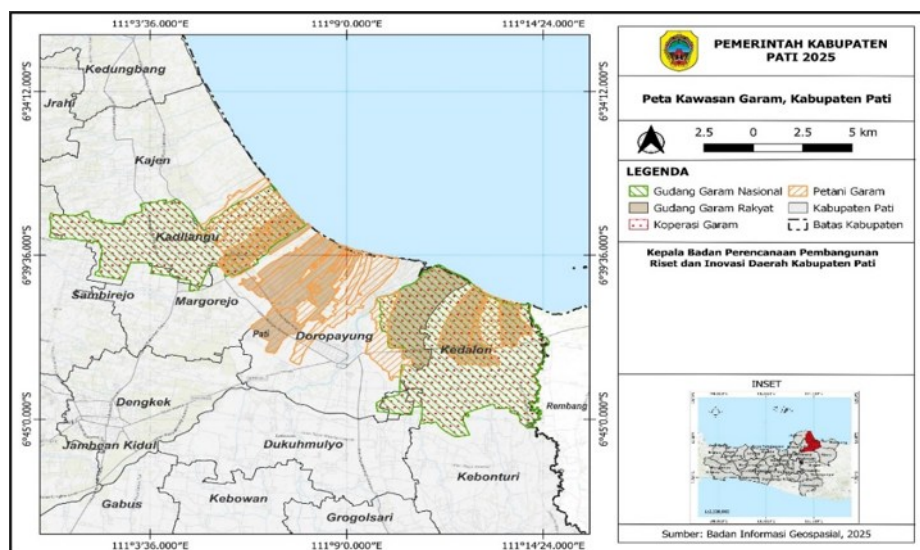 111°3'36.000"E
111°9'0.000"E
111°14'24.000"E
6°34'12.000"S
6°34'12.000"S
6°39'36.000"S
6°39'36.000"S
6°45'0.000"S
6°45'0.000"S
Kedungbang
Jrahi
Kajen
Kadilangu
Sambirejo
Margorejo
Pati
Doropayung
Kedalon
Dengkek
Rembang
Jambean Kidul
Dukuhmulyo
Gabus
Kebowan
Kebonturi
Grogolsari
111°3'36.000"E
111°9'0.000"E
111°14'24.000"E
PEMERINTAH KABUPATEN
PATI 2025
Peta Kawasan Garam, Kabupaten Pati
2.5 0 2.5 5 km
LEGENDA
Gudang Garam Nasional
Gudang Garam Rakyat
Koperasi Garam
Petani Garam
Kabupaten Pati
Batas Kabupaten
Kepala Badan Perencanaan Pembangunan
Riset dan Inovasi Daerah Kabupaten Pati
INSET
Sumber: Badan Informasi Geospasial, 2025